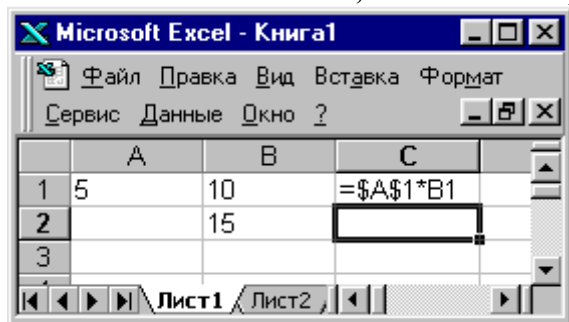 Microsoft Excel - Книга1
Файл Правка Вид Вставка Формат
Сервис Данные Окно ?
A B C
1 5 10 =$A$1*B1
2 15
3
Лист1 Лист2